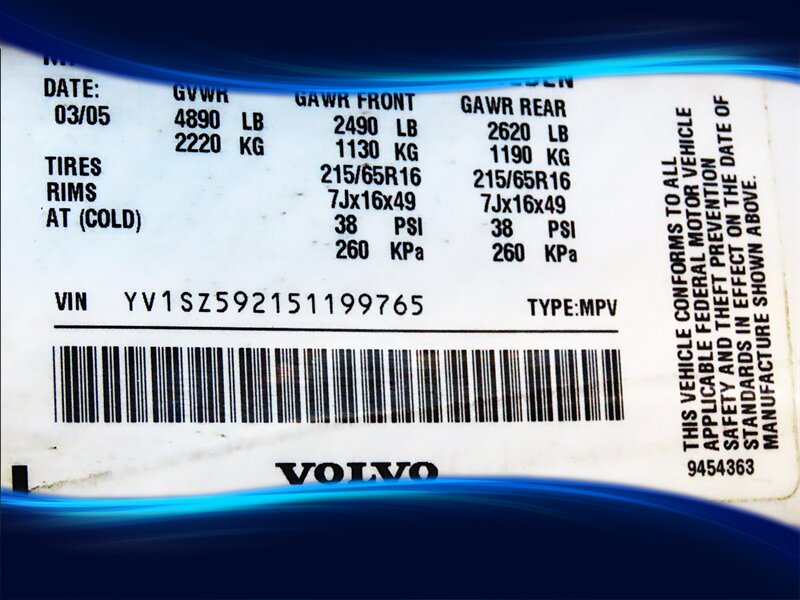 DATE: GVWR GAWR FRONT GAWR REAR
03/05 4890 LB 2490 LB 2620 LB
2220 KG 1130 KG 1190 KG
TIRES 215/65R16 215/65R16
RIMS 7Jx16x49 7Jx16x49
AT (COLD) 38 PSI 38 PSI
260 KPa 260 KPa
VIN YV1SZ592151199765 TYPE:MPV
VOLVO
THIS VEHICLE CONFORMS TO ALL
APPLICABLE FEDERAL MOTOR VEHICLE
SAFETY AND THEFT PREVENTION
STANDARDS IN EFFECT ON THE DATE OF
MANUFACTURE SHOWN ABOVE.
9454363